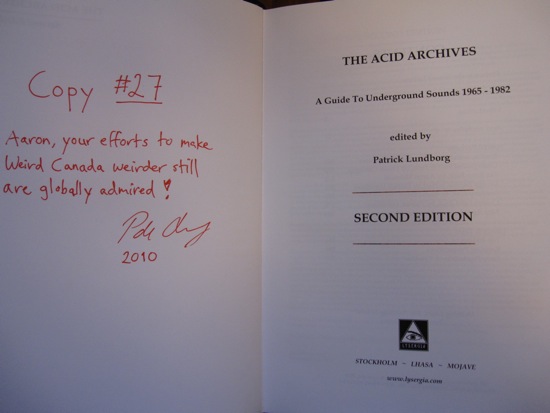 Copy #27
Aaron, your efforts to make
Weird Canada weirder still
are globally admired!
2010
THE ACID ARCHIVES
A Guide To Underground Sounds 1965 - 1982
edited by
Patrick Lundborg
SECOND EDITION
LYSERGIA
STOCKHOLM ~ LHASA ~ MOJAVE
www.lysergia.com